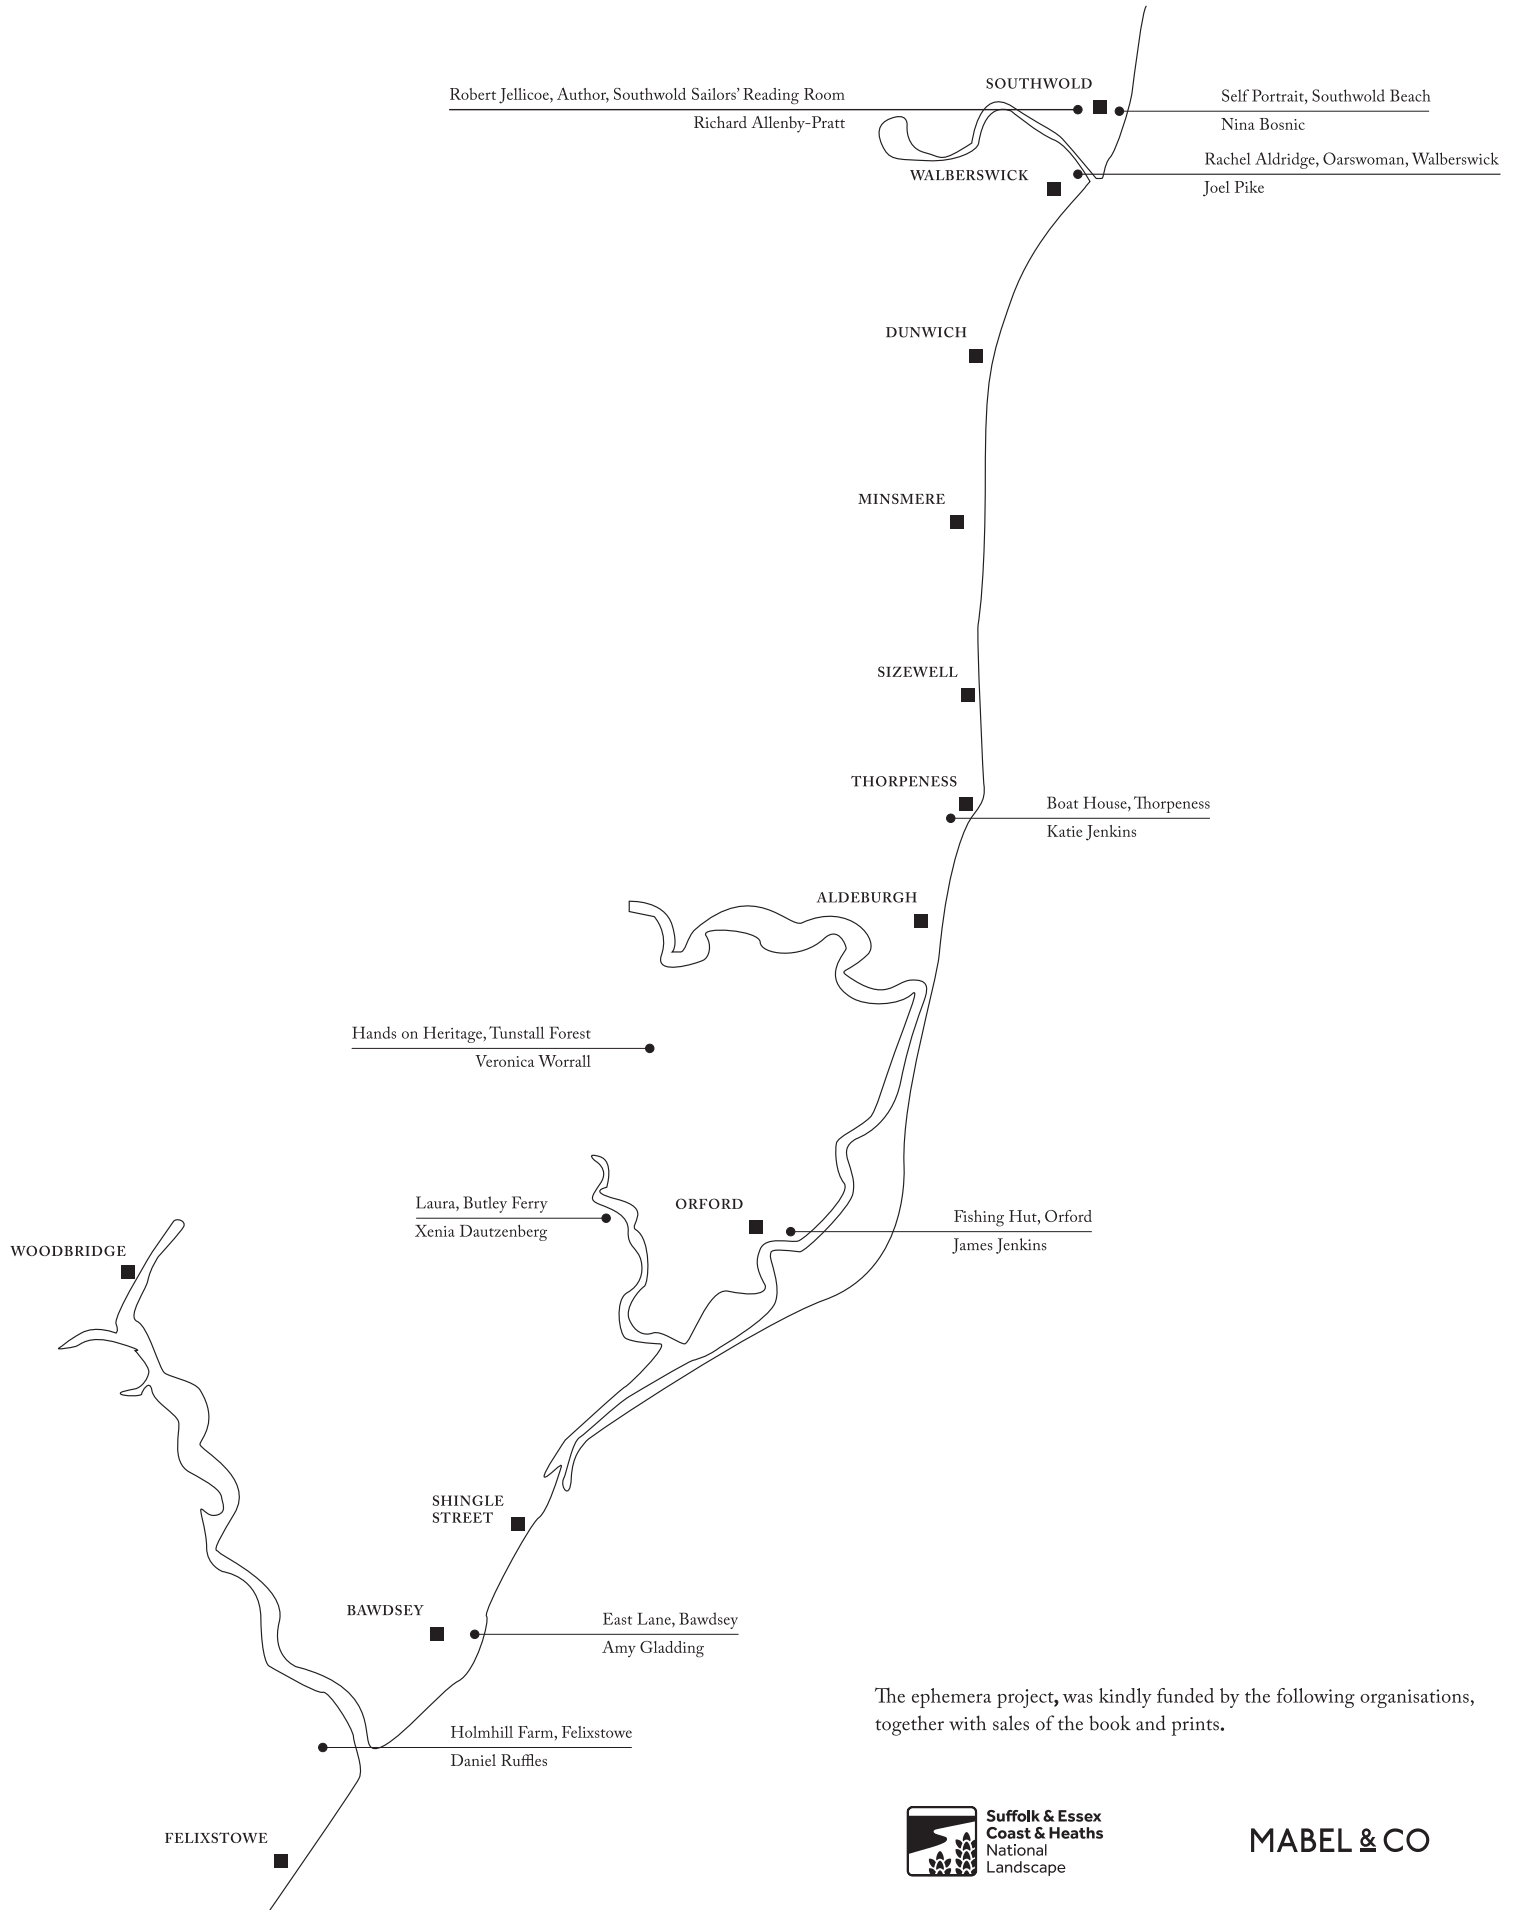 SOUTHWOLD
Robert Jellicoe, Author, Southwold Sailors’ Reading Room
Richard Allenby-Pratt
Self Portrait, Southwold Beach
Nina Bosnic
Rachel Aldridge, Oarswoman, Walberswick
Joel Pike
WALBERSWICK
DUNWICH
MINSMERE
SIZEWELL
THORPENESS
Boat House, Thorpeness
Katie Jenkins
ALDEBURGH
Hands on Heritage, Tunstall Forest
Veronica Worrall
Laura, Butley Ferry
Xenia Dautzenberg
ORFORD
Fishing Hut, Orford
James Jenkins
WOODBRIDGE
SHINGLE
STREET
BAWDSEY
East Lane, Bawdsey
Amy Gladding
Holmhill Farm, Felixstowe
Daniel Ruffles
FELIXSTOWE
The ephemera project, was kindly funded by the following organisations,
together with sales of the book and prints.
Suffolk & Essex
Coast & Heaths
National
Landscape
MABEL & CO